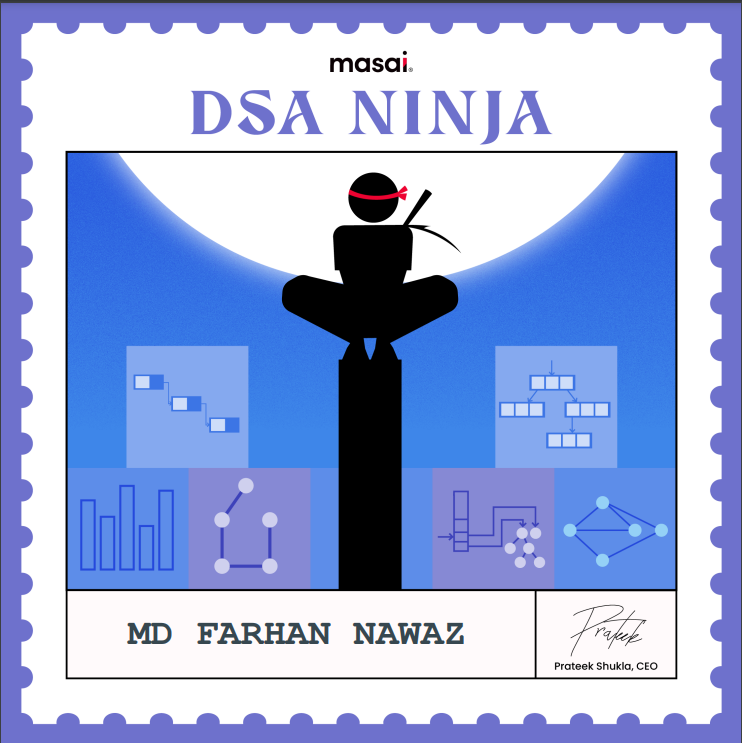 masai.
DSA NINJA
MD FARHAN NAWAZ
Prateek
Prateek Shukla, CEO